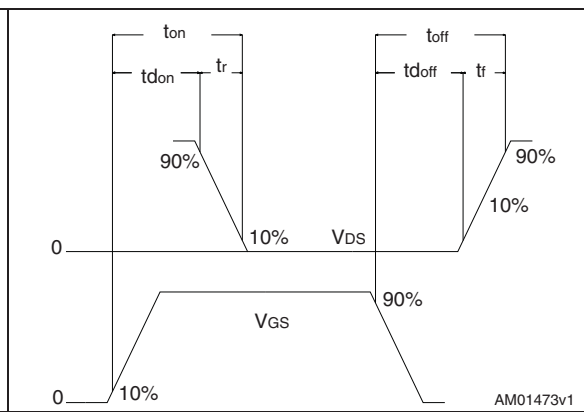 ton toff
tdon tr tdoff tf
90% 90%
10%
10% VDS
0
90%
VGS
10%
0
AM01473v1